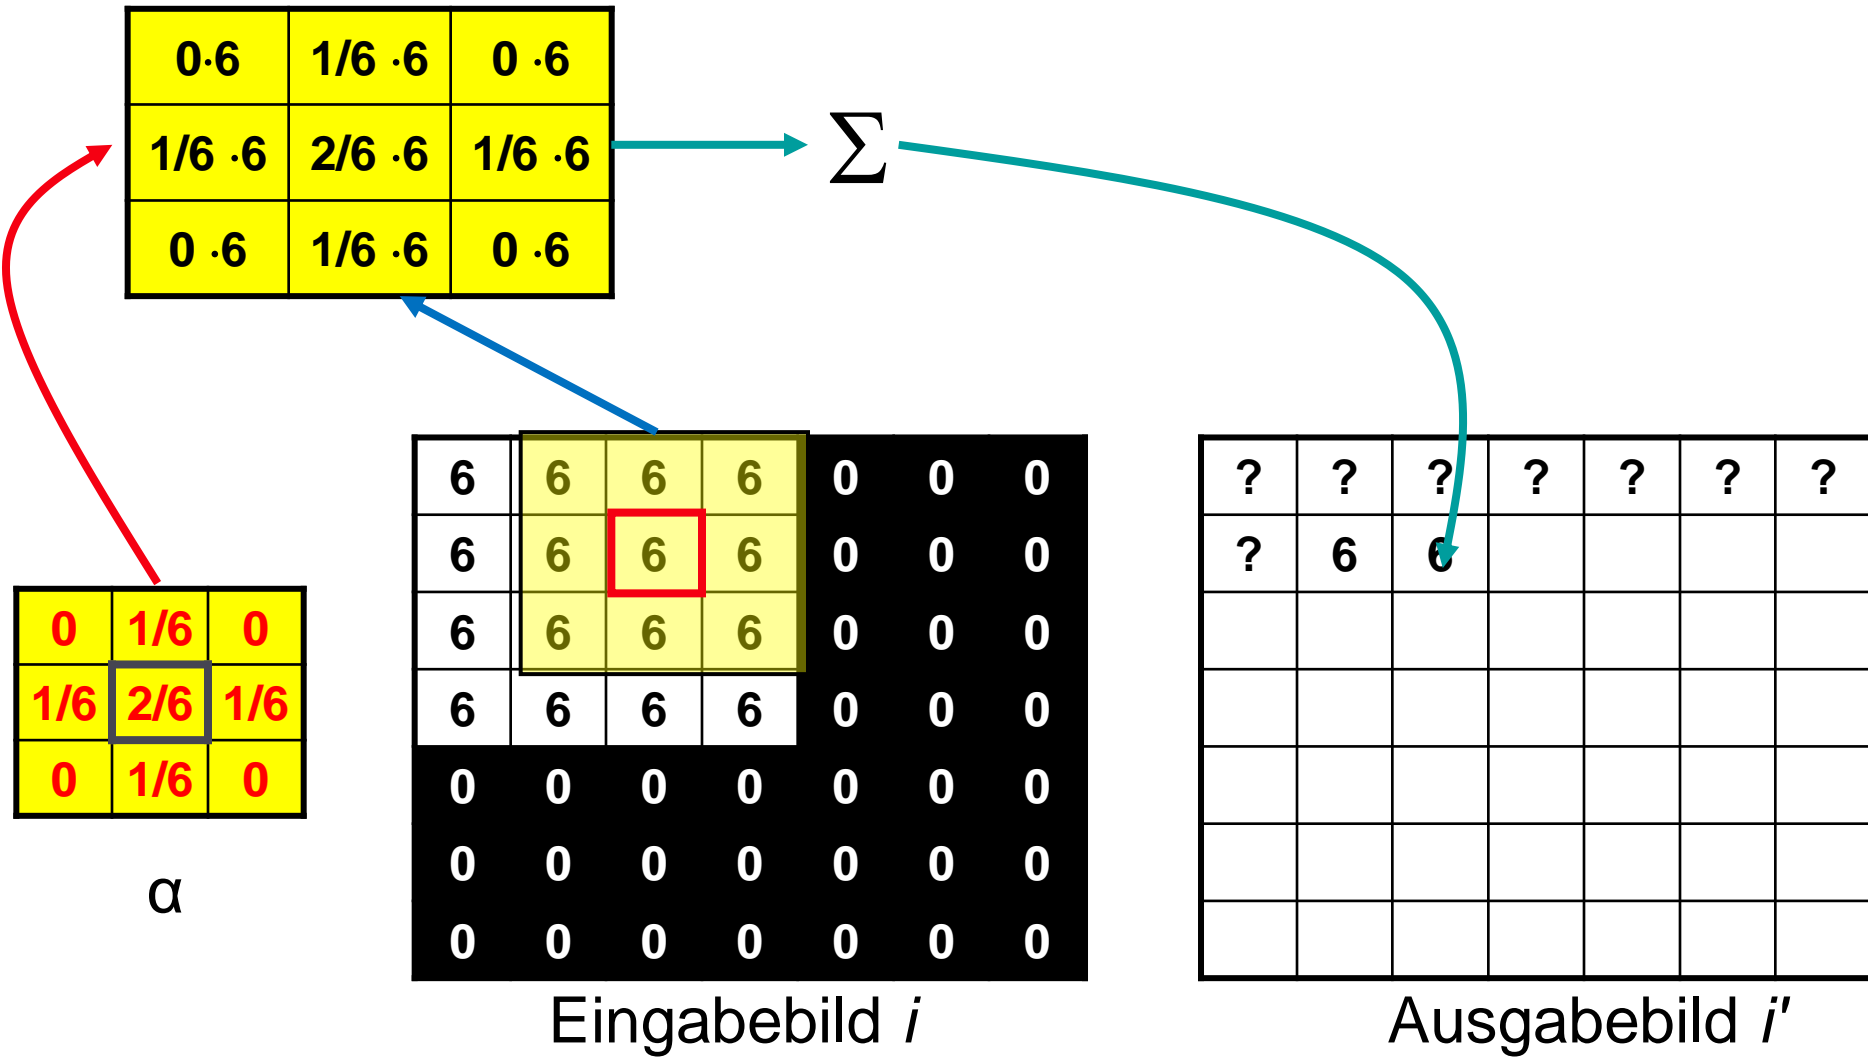 0·6 1/6 ·6 0 ·6
1/6 ·6 2/6 ·6 1/6 ·6
0 ·6 1/6 ·6 0 ·6
∑
0 1/6 0
1/6 2/6 1/6
0 1/6 0
α
6 6 6 6 0 0 0
6 6 6 6 0 0 0
6 6 6 6 0 0 0
6 6 6 6 0 0 0
0 0 0 0 0 0 0
0 0 0 0 0 0 0
0 0 0 0 0 0 0
Eingabebild i
? ? ? ? ? ? ?
? 6 6
Ausgabebild i'